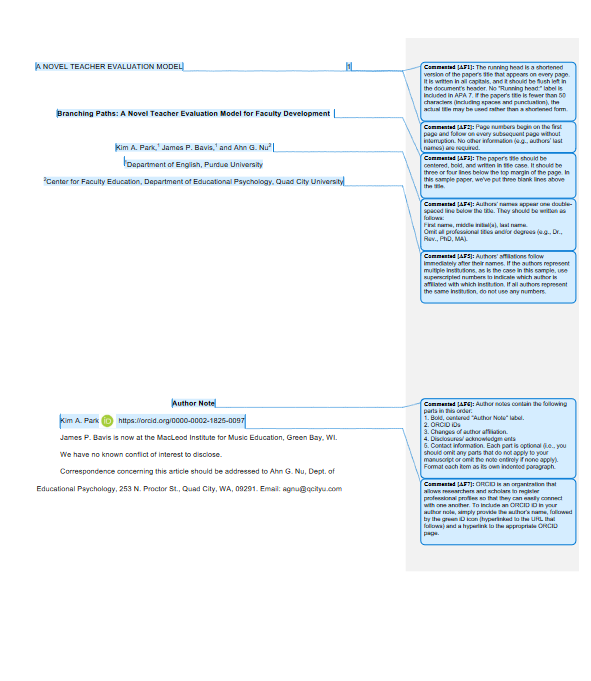 A NOVEL TEACHER EVALUATION MODEL 1
Branching Paths: A Novel Teacher Evaluation Model for Faculty Development
Kim A. Park,1 James P. Bavis,1 and Ahn G. Nu2
1Department of English, Purdue University
2Center for Faculty Education, Department of Educational Psychology, Quad City University
Commented [AF1]: The running head is a shortened
version of the paper's title that appears on every page.
It is written in all capitals, and it should be flush left in
the document's header. No "Running head:" label is
included in APA 7. If the paper's title is fewer than 50
characters (including spaces and punctuation), the
actual title may be used rather than a shortened form.
Commented [AF2]: Page numbers begin on the first
page and follow on every subsequent page without
interruption. No other information (e.g., authors' last
names) are required.
Commented [AF3]: The paper's title should be
centered, bold, and written in title case. It should be
three or four lines below the top margin of the page. In
this sample paper, we've put three blank lines above
the title.
Commented [AF4]: Authors' names appear one double-
spaced line below the title. They should be written as
follows:
First name, middle initial(s), last name.
Omit all professional titles and/or degrees (e.g., Dr.,
Rev., PhD, MA).
Commented [AF5]: Authors' affiliations follow
immediately after their names. If the authors represent
multiple institutions, as is the case in this sample, use
superscripted numbers to indicate which author is
affiliated with which institution. If all authors represent
the same institution, do not use any numbers.
Author Note
Kim A. Park iD https://orcid.org/0000-0002-1825-0097
James P. Bavis is now at the MacLeod Institute for Music Education, Green Bay, WI.
We have no known conflict of interest to disclose.
Correspondence concerning this article should be addressed to Ahn G. Nu, Dept. of
Educational Psychology, 253 N. Proctor St., Quad City, WA, 09291. Email: agnu@qcityu.com
Commented [AF6]: Author notes contain the following
parts in this order:
1. Bold, centered "Author Note" label.
2. ORCID iDs
3. Changes of author affiliation.
4. Disclosures/ acknowledgm ents
5. Contact information. Each part is optional (i.e., you
should omit any parts that do not apply to your
manuscript or omit the note entirely if none apply).
Format each item as its own indented paragraph.
Commented [AF7]: ORCID is an organization that
allows researchers and scholars to register
professional profiles so that they can easily connect
with one another. To include an ORCID iD in your
author note, simply provide the author's name, followed
by the green iD icon (hyperlinked to the URL that
follows) and a hyperlink to the appropriate ORCID
page.